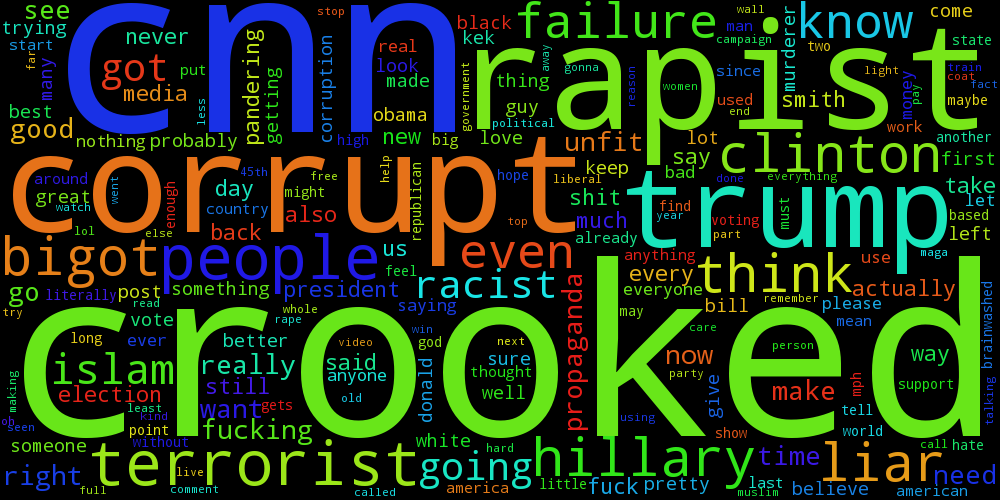 cnn
rapist
corrupt
trump
crooked
see
trying
start
far
many
never
got
media
put
less
best
good
nothing
probably
pandering
getting
corruption
stop
real
look
made
obama
new
high
big
black
kek
government
thing
guy
political
love
failure
away
gonna
reason
women
since
used
end
wall
man
campaign
two
murderer
smith
know
light
money
pay
work
come
state
train
coat
fact
maybe
another
first
clinton
everything
unfit
lot
keep
say
bad
done
around
great
watch
lol
went
else
enough
45th
free
might
day
country
also
back
help
republican
us
feel
hope
liberal
top
shit
much
already
find
year
voting
part
must
take
let
based
left
maga
bigot
people
even
anything
use
go
literally
post
something
president
saying
racist
every
everyone
think
actually
bill
remember
please
mean
may
brainwashed
try
read
vote
whole
rape
god
win
propaganda
care
long
ever
better
islam
really
said
anyone
video
donald
next
sure
thought
well
now
party
person
way
support
making
election
still
want
gets
old
give
make
mph
tell
talking
oh
seen
least
kind
point
without
fucking
using
show
world
call
hate
someone
terrorist
white
going
hard
hillary
time
liar
need
right
full
live
comment
called
america
little
fuck
pretty
last
muslim
believe
american